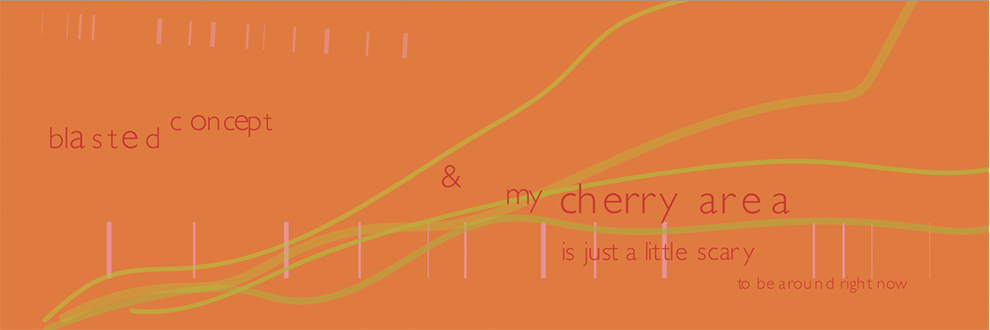 blasted concept
&
my cherry area
is just a little scary
to be around right now